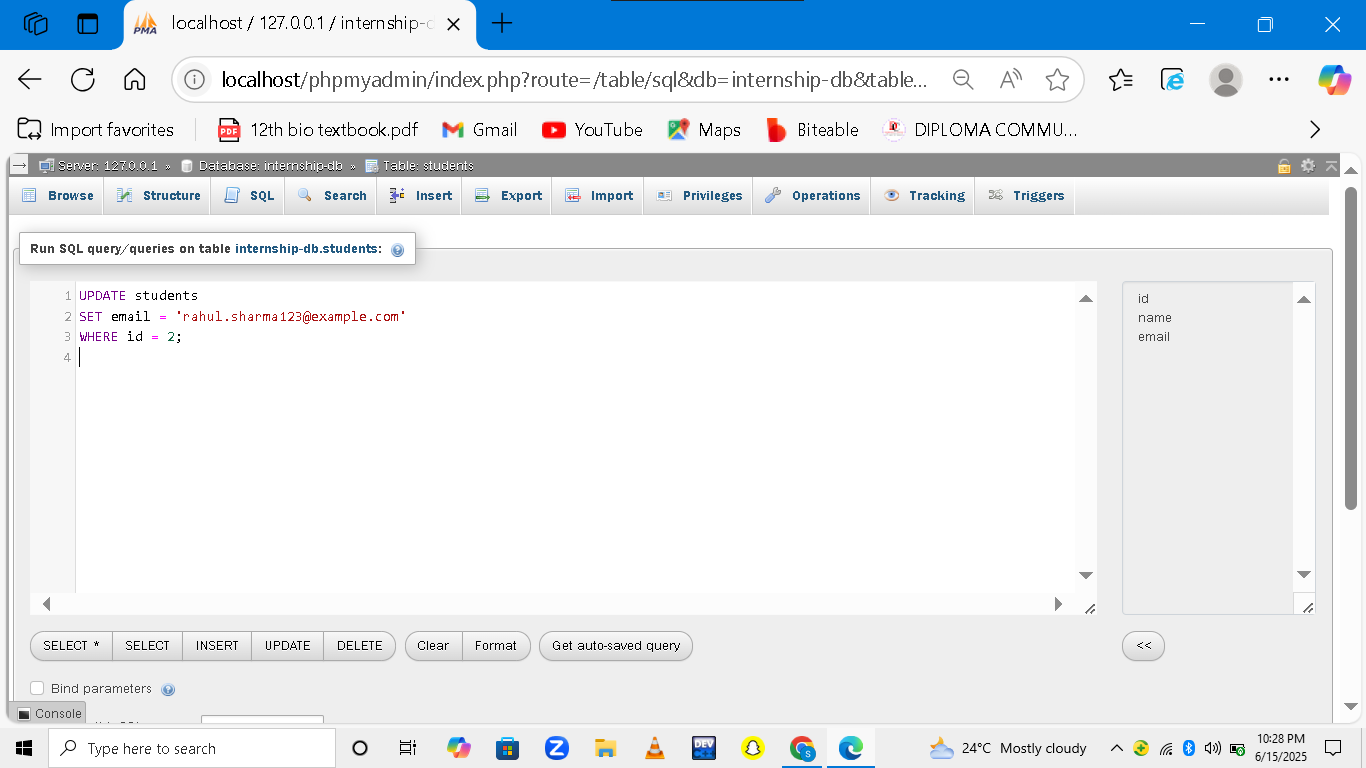 PMA localhost / 127.0.0.1 / internship-d
localhost/phpmyadmin/index.php?route=/table/sql&db=internship-db&table...
Import favorites PDF 12th bio textbook.pdf Gmail YouTube Maps Biteable DIPLOMA COMMU...
Server: 127.0.0.1 » Database: internship-db » Table: students
Browse Structure SQL Search Insert Export Import Privileges Operations Tracking Triggers
Run SQL query/queries on table internship-db.students:
1 UPDATE students
2 SET email = 'rahul.sharma123@example.com'
3 WHERE id = 2;
4
id
name
email
SELECT * SELECT INSERT UPDATE DELETE Clear Format Get auto-saved query <<
Bind parameters
Console
Type here to search
DEV
24°C Mostly cloudy
10:28 PM
6/15/2025